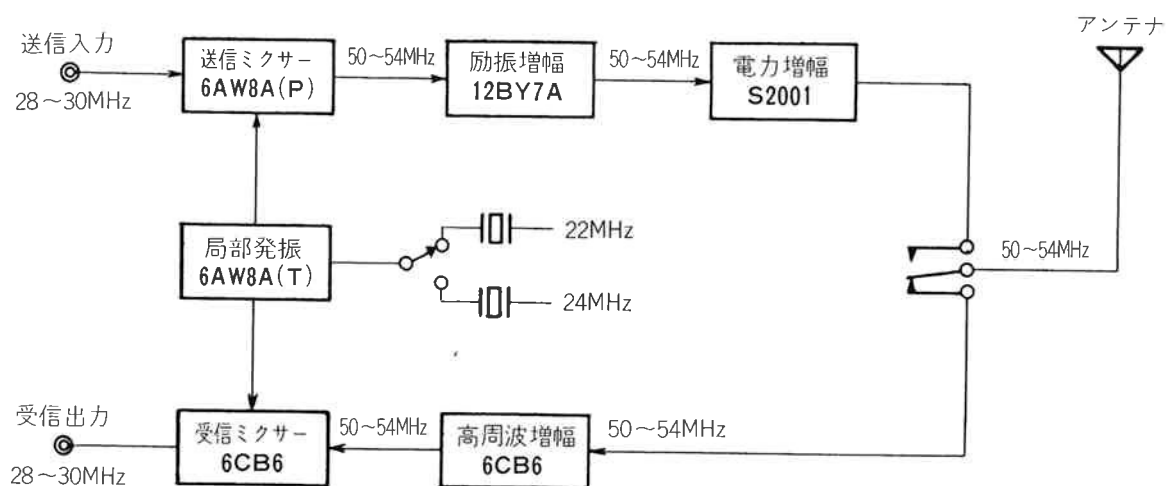 送信入力
28～30MHz
送信ミクサー
6AW8A(P)
50～54MHz
励振増幅
12BY7A
50～54MHz
電力増幅
S2001
アンテナ
局部発振
6AW8A(T)
22MHz
24MHz
50～54MHz
受信出力
28～30MHz
受信ミクサー
6CB6
50～54MHz
高周波増幅
6CB6
50～54MHz